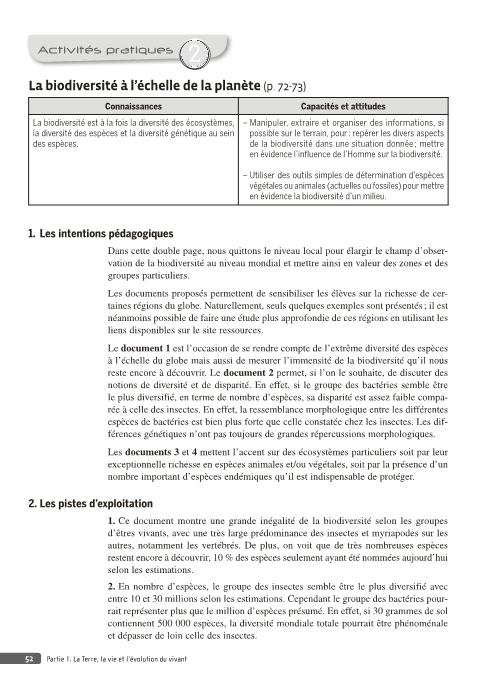 Activités pratiques 2
La biodiversité à l'échelle de la planète (p. 72-73)
Connaissances
Capacités et attitudes
La biodiversité est à la fois la diversité des écosystèmes,
la diversité des espèces et la diversité génétique au sein
des espèces.
– Manipuler, extraire et organiser des informations, si
possible sur le terrain, pour : repérer les divers aspects
de la biodiversité dans une situation donnée ; mettre
en évidence l'influence de l'Homme sur la biodiversité.
– Utiliser des outils simples de détermination d'espèces
végétales ou animales (actuelles ou fossiles) pour mettre
en évidence la biodiversité d'un milieu.
1. Les intentions pédagogiques
Dans cette double page, nous quittons le niveau local pour élargir le champ d'obser-
vation de la biodiversité au niveau mondial et mettre ainsi en valeur des zones et des
groupes particuliers.
Les documents proposés permettent de sensibiliser les élèves sur la richesse de cer-
taines régions du globe. Naturellement, seuls quelques exemples sont présentés ; il est
néanmoins possible de faire une étude plus approfondie de ces régions en utilisant les
liens disponibles sur le site ressources.
Le document 1 est l'occasion de se rendre compte de l'extrême diversité des espèces
à l'échelle du globe mais aussi de mesurer l'immensité de la biodiversité qu'il nous
reste encore à découvrir. Le document 2 permet, si l'on le souhaite, de discuter des
notions de diversité et de disparité. En effet, si le groupe des bactéries semble être
le plus diversifié, en terme de nombre d'espèces, sa disparité est assez faible compa-
rée à celle des insectes. En effet, la ressemblance morphologique entre les différentes
espèces de bactéries est bien plus forte que celle constatée chez les insectes. Les dif-
férences génétiques n'ont pas toujours de grandes répercussions morphologiques.
Les documents 3 et 4 mettent l'accent sur des écosystèmes particuliers soit par leur
exceptionnelle richesse en espèces animales et/ou végétales, soit par la présence d'un
nombre important d'espèces endémiques qu'il est indispensable de protéger.
2. Les pistes d'exploitation
1. Ce document montre une grande inégalité de la biodiversité selon les groupes
d'êtres vivants, avec une très large prédominance des insectes et myriapodes sur les
autres, notamment les vertébrés. De plus, on voit que de très nombreuses espèces
restent encore à découvrir, 10 % des espèces seulement ayant été nommées aujourd'hui
selon les estimations.
2. En nombre d'espèces, le groupe des insectes semble être le plus diversifié avec
entre 10 et 30 millions selon les estimations. Cependant le groupe des bactéries pour-
rait représenter plus que le million d'espèces présumé. En effet, si 30 grammes de sol
contiennent 500 000 espèces, la diversité mondiale totale pourrait être phénoménale
et dépasser de loin celle des insectes.
52 Partie 1. La Terre, la vie et l'évolution du vivant